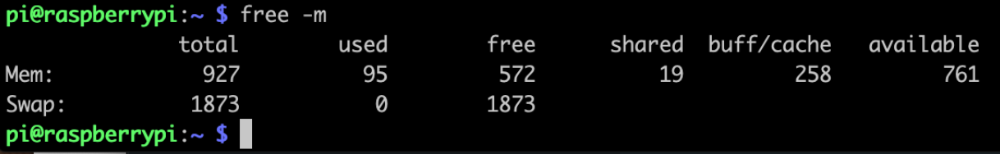 pi@raspberrypi:~ $ free -m
total used free shared buff/cache available
Mem: 927 95 572 19 258 761
Swap: 1873 0 1873
pi@raspberrypi:~ $